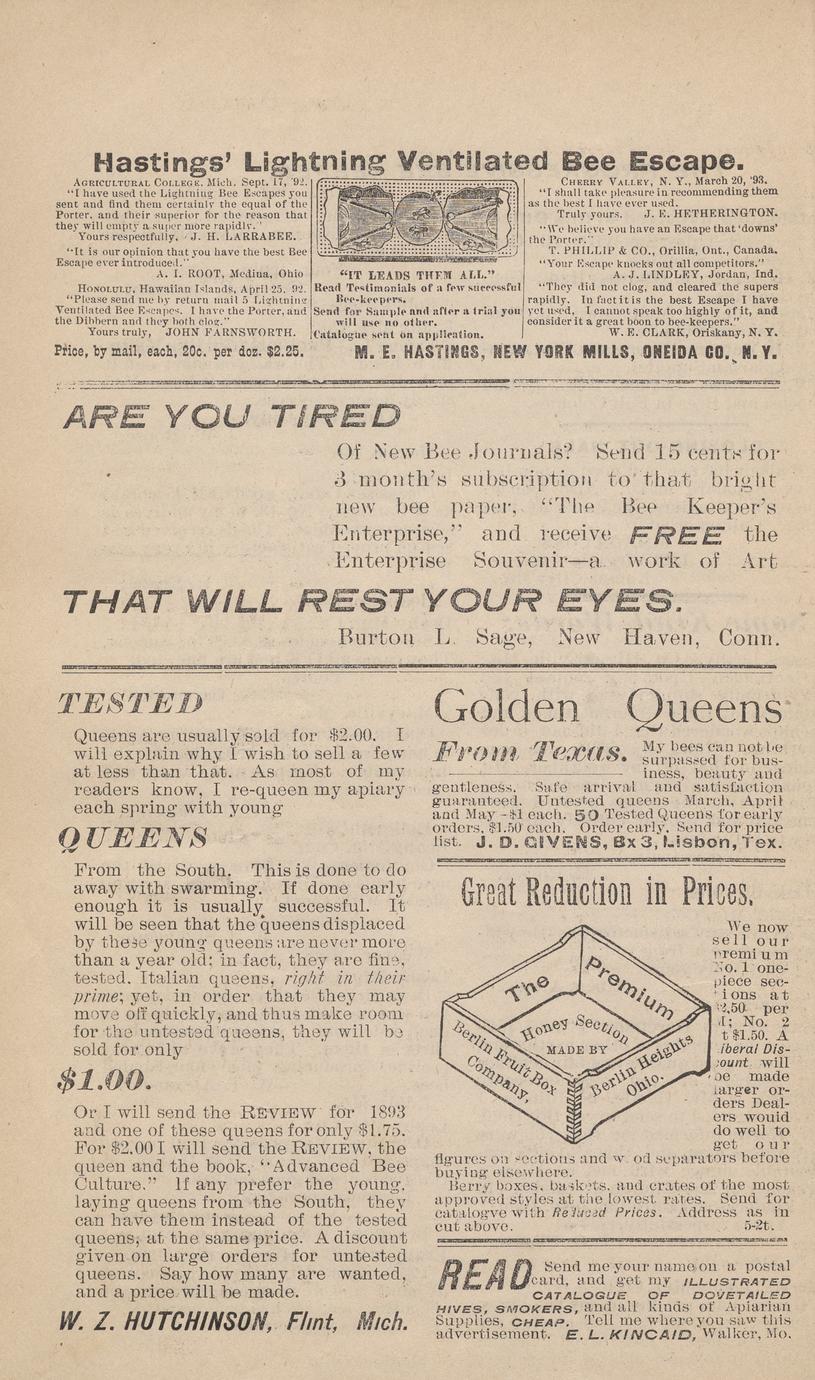 Hastings' Lightning Ventilated Bee Escape.
AGRICULTURAL COLLEGE, Mich. Sept. 17, '92.
"I have used the Lightning Bee Escapes you
sent and find them certainly the equal of the
Porter, and their superior for the reason that
they will empty a super more rapidly."
Yours respectfully, J. H. LARRABEE.
"It is our opinion that you have the best Bee
Escape ever introduced."
A. I. ROOT, Medina, Ohio
HONOLULU, Hawaiian Islands, April 25, 92.
"Please send me by return mail 5 Lightning
Ventilated Bee Escapes. I have the Porter, and
the Dibbern and they both clog."
Yours truly, JOHN FARNSWORTH.
"IT LEADS THEM ALL."
Read Testimonials of a few successful
Bee-keepers.
Send for Sample and after a trial you
will use no other.
Catalogue sent on application.
CHERRY VALLEY, N. Y., March 20, '93.
"I shall take pleasure in recommending them
as the best I have ever used.
Truly yours. J. E. HETHERINGTON.
"We believe you have an Escape that 'downs'
the Porter."
T. PHILLIP & CO., Orillia, Ont., Canada.
"Your Escape knocks out all competitors."
A. J. LINDLEY, Jordan, Ind.
"They did not clog, and cleared the supers
rapidly. In fact it is the best Escape I have
yet used. I cannot speak too highly of it, and
consider it a great boon to bee-keepers."
W. E. CLARK, Oriskany, N. Y.
Price, by mail, each, 20c. per doz. $2.25.
M. E. HASTINGS, NEW YORK MILLS, ONEIDA CO., N. Y.
ARE YOU TIRED
Of New Bee Journals? Send 15 cents for
3 month's subscription to that bright
new bee paper, "The Bee Keeper's
Enterprise," and receive FREE the
Enterprise Souvenir—a work of Art
THAT WILL REST YOUR EYES.
Burton L. Sage, New Haven, Conn.
TESTED
Queens are usually sold for $2.00. I
will explain why I wish to sell a few
at less than that. As most of my
readers know, I re-queen my apiary
each spring with young
QUEENS
From the South. This is done to do
away with swarming. If done early
enough it is usually successful. It
will be seen that the queens displaced
by these young queens are never more
than a year old; in fact, they are fine,
tested, Italian queens, right in their
prime; yet, in order that they may
move off quickly, and thus make room
for the untested queens, they will be
sold for only
$1.00.
Or I will send the REVIEW for 1893
and one of these queens for only $1.75.
For $2.00 I will send the REVIEW, the
queen and the book, "Advanced Bee
Culture." If any prefer the young,
laying queens from the South, they
can have them instead of the tested
queens, at the same price. A discount
given on large orders for untested
queens. Say how many are wanted,
and a price will be made.
W. Z. HUTCHINSON, Flint, Mich.
Golden Queens
From Texas. My bees can not be
surpassed for bus-
iness, beauty and
gentleness. Safe arrival and satisfaction
guaranteed. Untested queens March, April
and May - $1 each. 50 Tested Queens for early
orders, $1.50 each. Order early. Send for price
list. J. D. GIVENS, Bx 3, Lisbon, Tex.
Great Reduction in Prices.
The Premium
Honey Section
MADE BY
Berlin Fruit Box
Company,
Berlin Heights
Ohio.
We now
sell our
premium
No. 1 one-
piece sec-
tions at
$2.50 per
M; No. 2
at $1.50. A
liberal Dis-
count will
be made
larger or-
ders Deal-
ers would
do well to
get our
figures on sections and wood separators before
buying elsewhere.
Berry boxes, baskets, and crates of the most
approved styles at the lowest rates. Send for
catalogve with Reduced Prices. Address as in
cut above. 5-2t.
READ Send me your name on a postal
card, and get my ILLUSTRATED
CATALOGUE OF DOVETAILED
HIVES, SMOKERS, and all kinds of Apiarian
Supplies, CHEAP. Tell me where you saw this
advertisement. E. L. KINCAID, Walker, Mo.